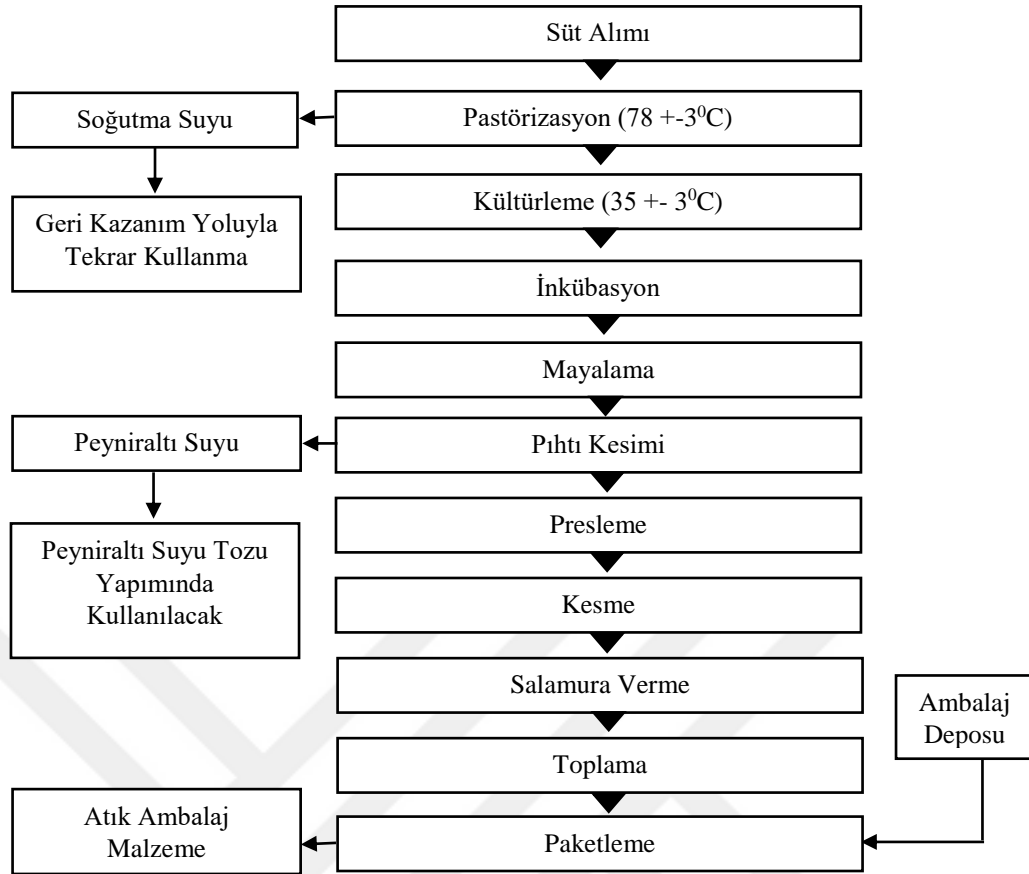 Süt Alımı
Soğutma Suyu
Pastörizasyon (78 +-3⁰C)
Geri Kazanım Yoluyla
Tekrar Kullanma
Kültürleme (35 +- 3⁰C)
İnkübasyon
Mayalama
Peyniraltı Suyu
Pıhtı Kesimi
Peyniraltı Suyu Tozu
Yapımında
Kullanılacak
Presleme
Kesme
Salamura Verme
Ambalaj
Deposu
Toplama
Atık Ambalaj
Malzeme
Paketleme